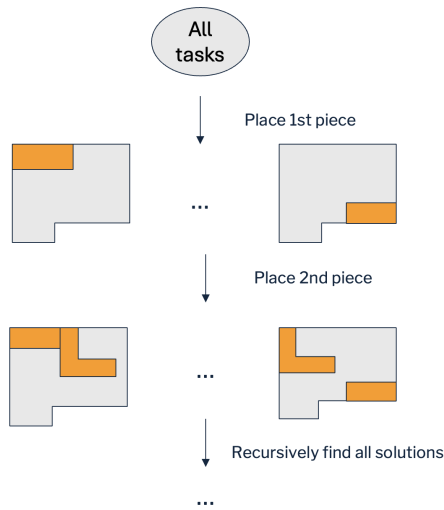 All
tasks
Place 1st piece
...
Place 2nd piece
...
Recursively find all solutions
...